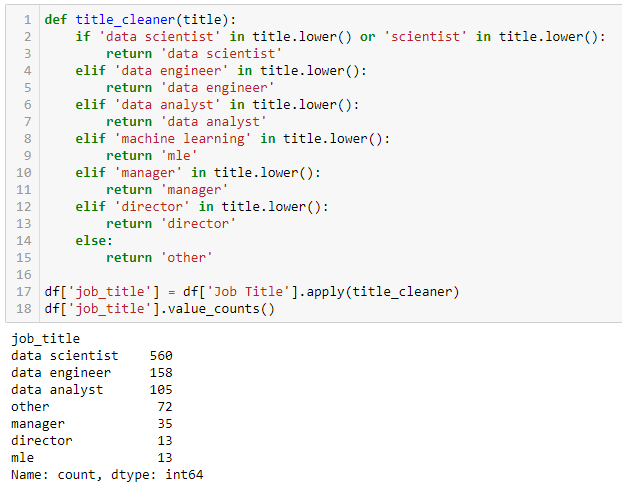 1 def title_cleaner(title):
2     if 'data scientist' in title.lower() or 'scientist' in title.lower():
3         return 'data scientist'
4     elif 'data engineer' in title.lower():
5         return 'data engineer'
6     elif 'data analyst' in title.lower():
7         return 'data analyst'
8     elif 'machine learning' in title.lower():
9         return 'mle'
10     elif 'manager' in title.lower():
11         return 'manager'
12     elif 'director' in title.lower():
13         return 'director'
14     else:
15         return 'other'
16
17 df['job_title'] = df['Job Title'].apply(title_cleaner)
18 df['job_title'].value_counts()
job_title
data scientist    560
data engineer     158
data analyst      105
other              72
manager            35
director           13
mle                13
Name: count, dtype: int64